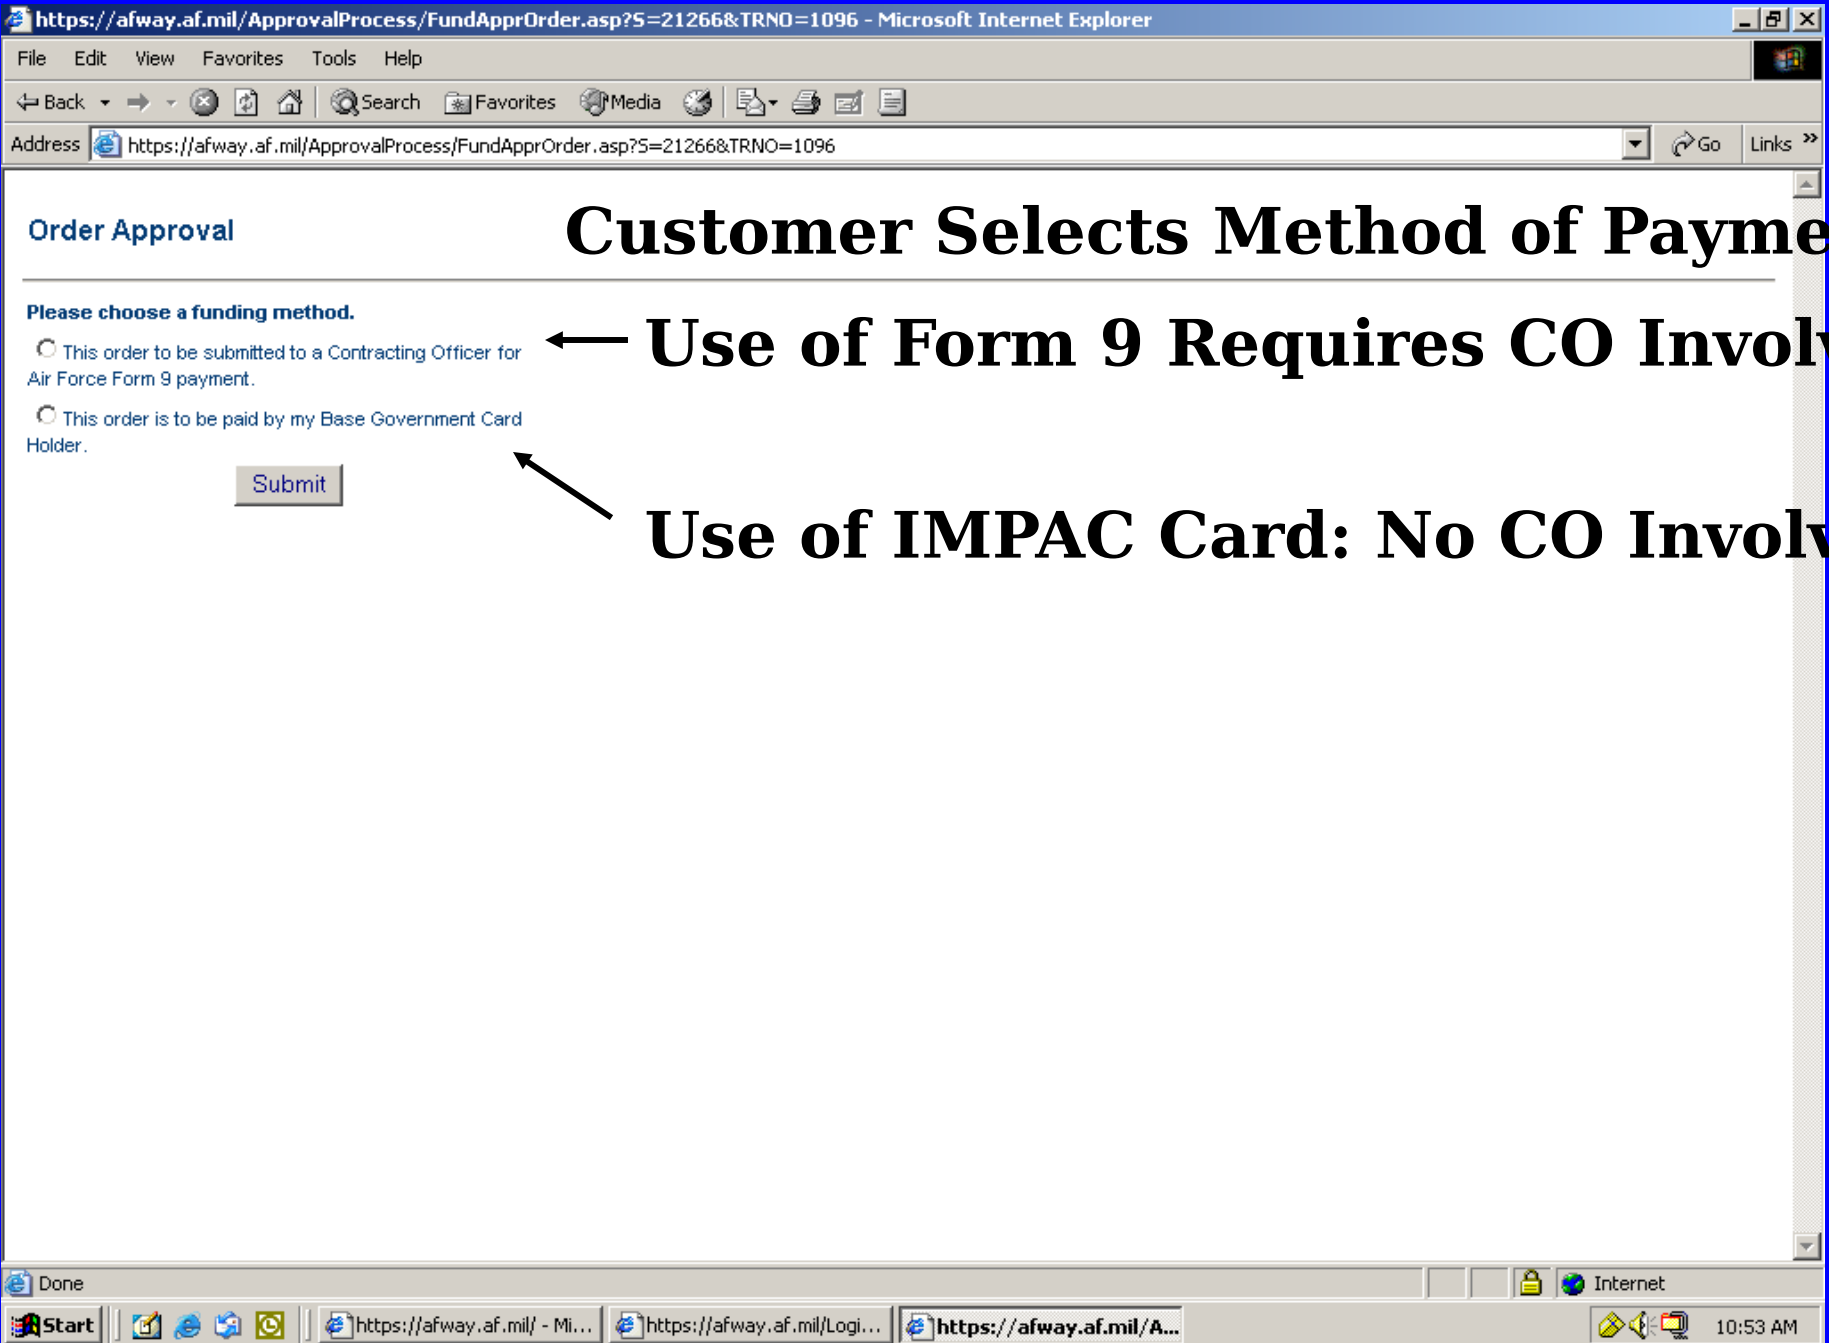 https://afway.af.mil/ApprovalProcess/FundApprOrder.asp?S=21266&TRNO=1096 - Microsoft Internet Explorer
File Edit View Favorites Tools Help
Back Search Favorites Media
Address https://afway.af.mil/ApprovalProcess/FundApprOrder.asp?S=21266&TRNO=1096 Go Links »
Order Approval
Customer Selects Method of Payme
Please choose a funding method.
This order to be submitted to a Contracting Officer for
Air Force Form 9 payment.
Use of Form 9 Requires CO Involv
This order is to be paid by my Base Government Card
Holder.
Submit
Use of IMPAC Card: No CO Involv
Done Internet
Start https://afway.af.mil/ - Mi... https://afway.af.mil/Logi... https://afway.af.mil/A... 10:53 AM